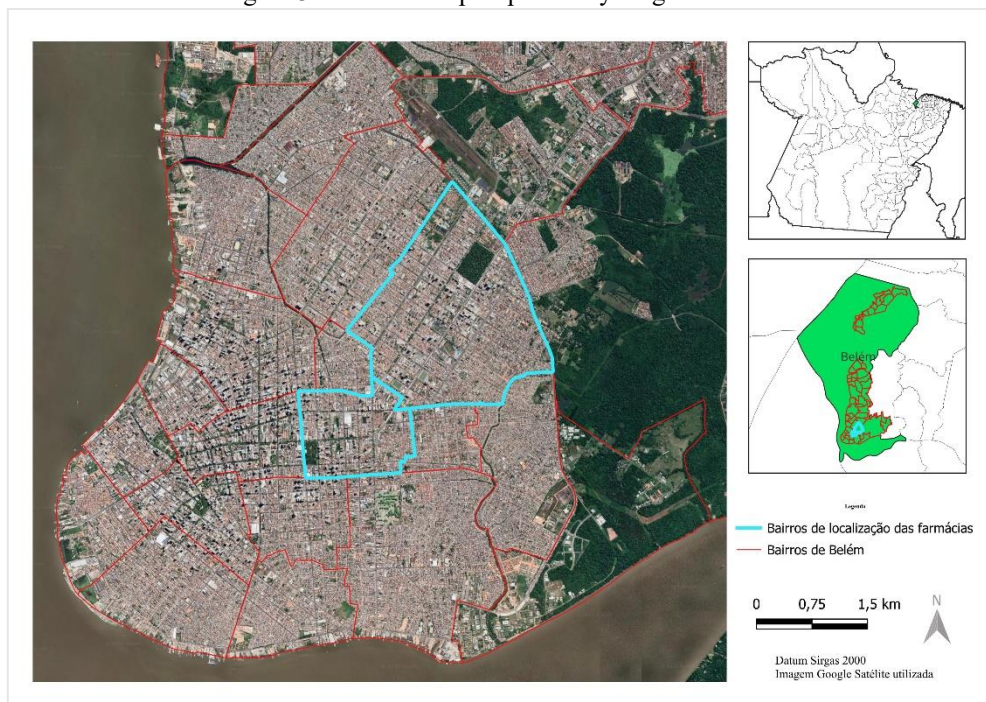 Belém
Legenda
Bairros de localização das farmácias
Bairros de Belém
0 0,75 1,5 km
N
Datum Sirgas 2000
Imagem Google Satélite utilizada